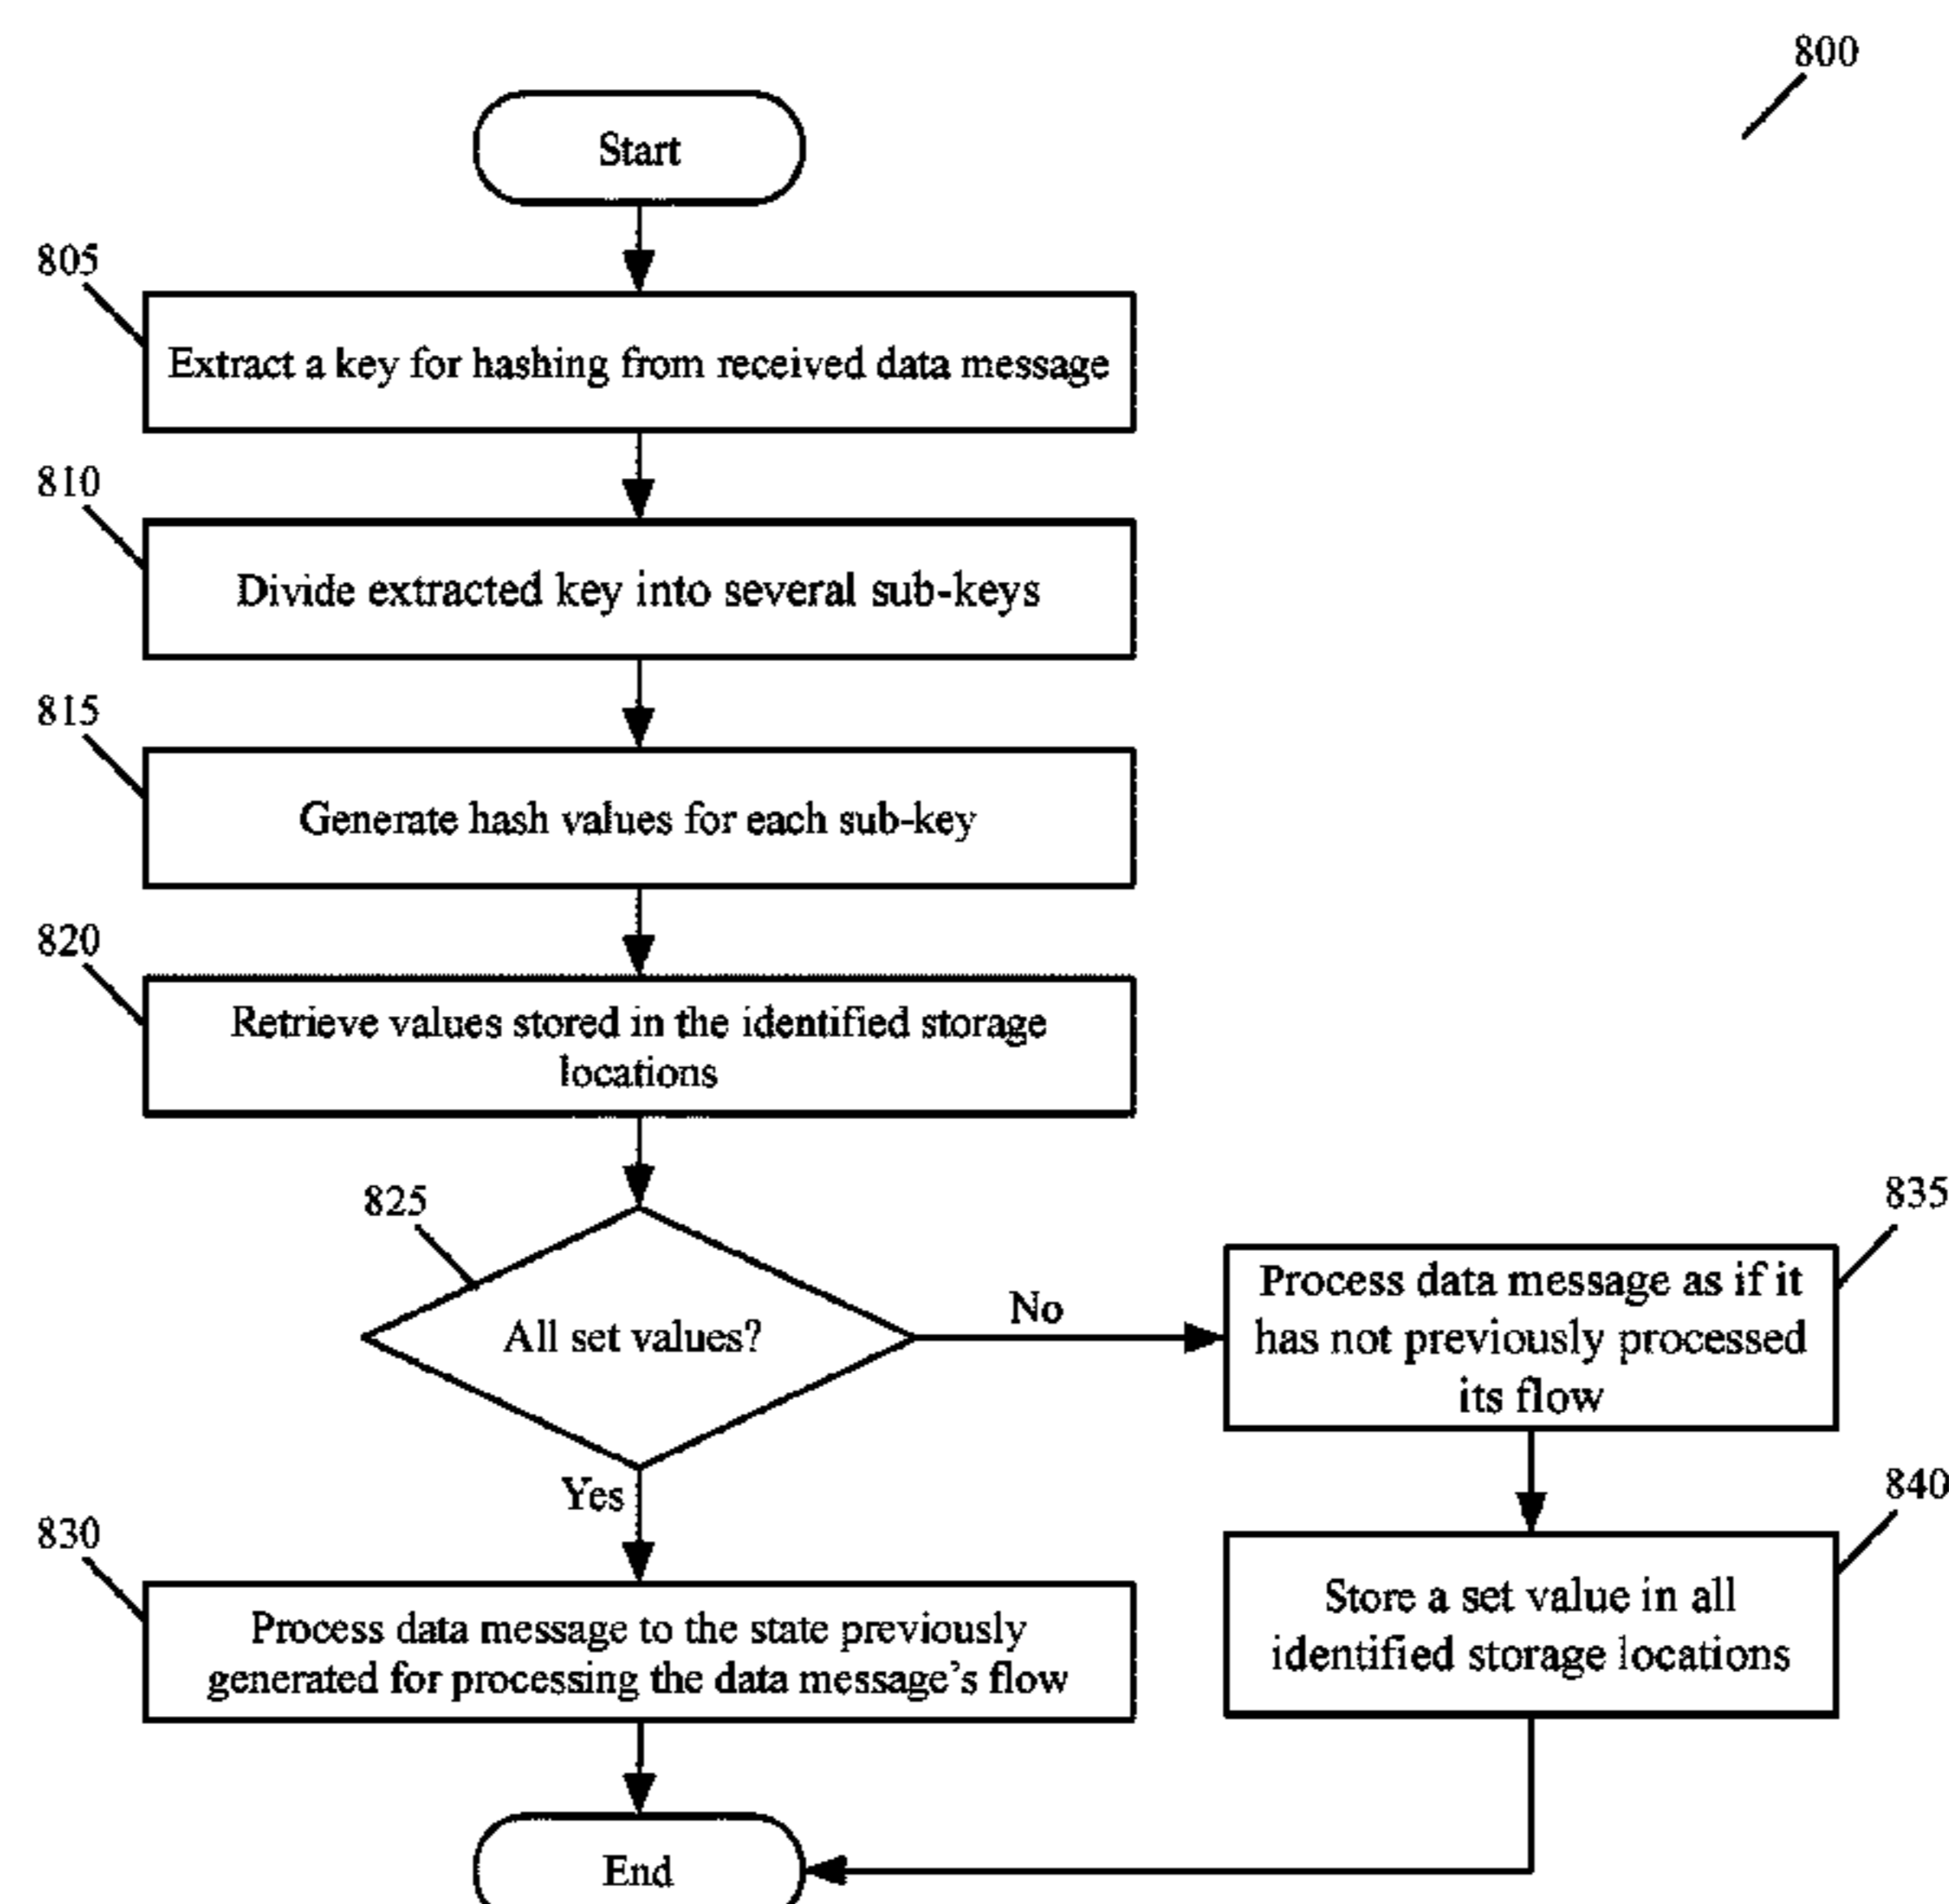 800
Start
805
Extract a key for hashing from received data message
810
Divide extracted key into several sub-keys
815
Generate hash values for each sub-key
820
Retrieve values stored in the identified storage
locations
825
All set values?
No
835
Process data message as if it
has not previously processed
its flow
Yes
840
Store a set value in all
identified storage locations
830
Process data message to the state previously
generated for processing the data message's flow
End